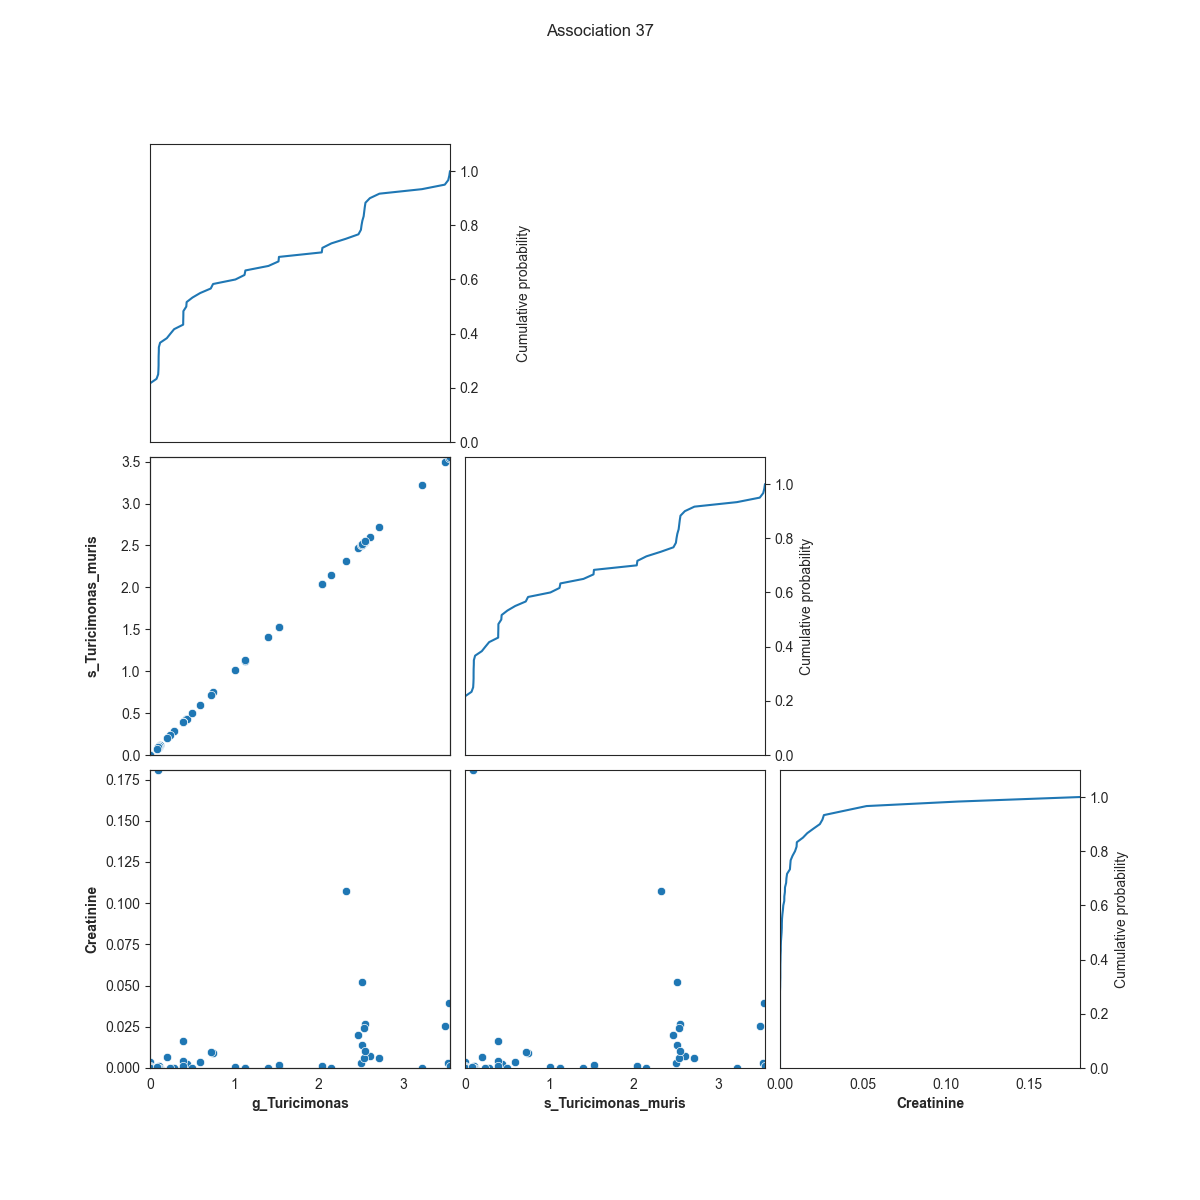 Association 37
1.0
0.8
0.6
0.4
0.2
0.0
Cumulative probability
3.5
3.0
2.5
2.0
1.5
1.0
0.5
0.0
s_Turicimonas_muris
1.0
0.8
0.6
0.4
0.2
0.0
Cumulative probability
0.175
0.150
0.125
0.100
0.075
0.050
0.025
0.000
Creatinine
1.0
0.8
0.6
0.4
0.2
0.0
Cumulative probability
0 1 2 3
g_Turicimonas
0 1 2 3
s_Turicimonas_muris
0.00 0.05 0.10 0.15
Creatinine